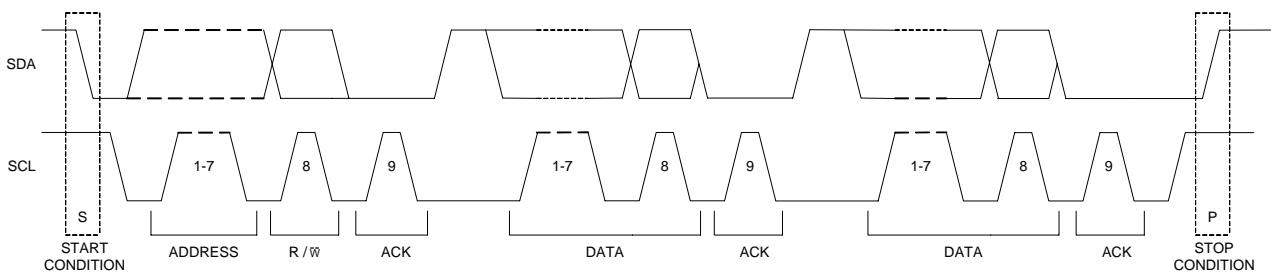 SDA
SCL
1-7
8
9
1-7
8
9
1-7
8
9
S
P
START
CONDITION
ADDRESS
R / W̅
ACK
DATA
ACK
DATA
ACK
STOP
CONDITION